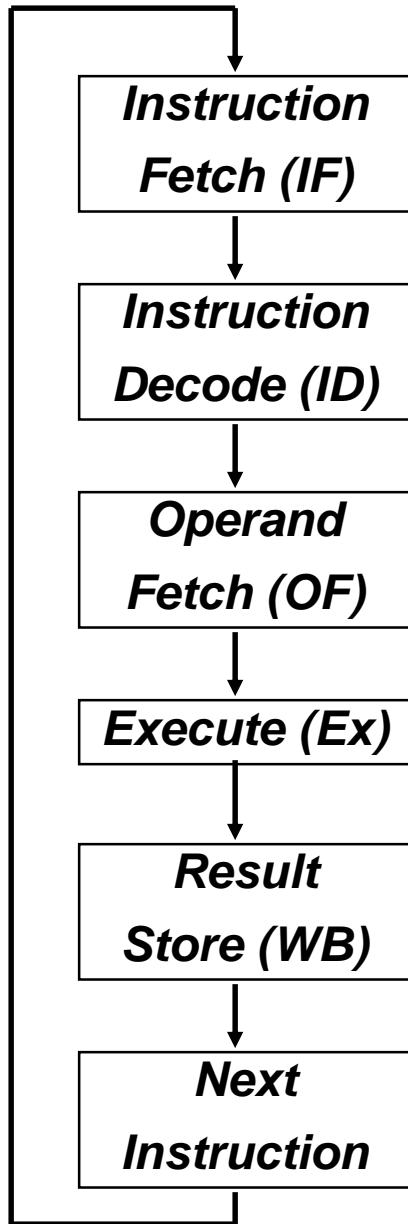 Instruction
Fetch (IF)
Instruction
Decode (ID)
Operand
Fetch (OF)
Execute (Ex)
Result
Store (WB)
Next
Instruction